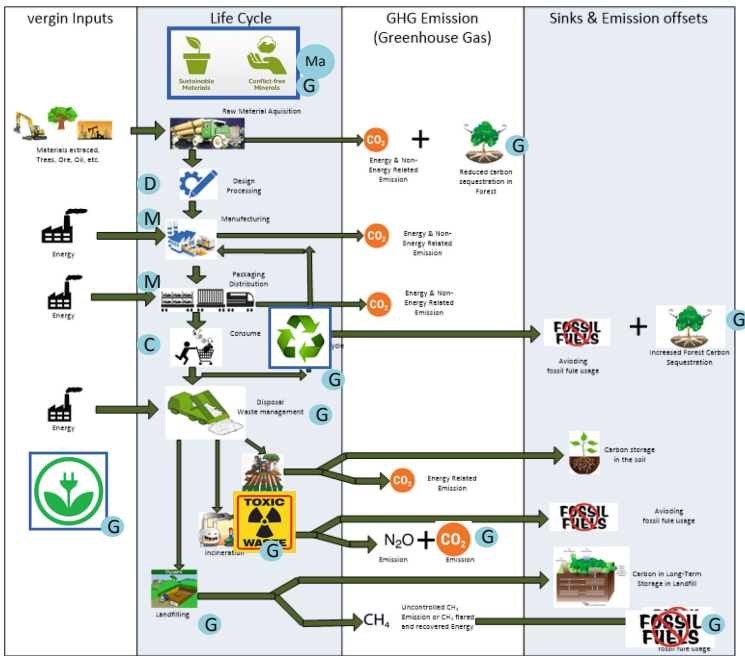 vergin Inputs
Life Cycle
GHG Emission
(Greenhouse Gas)
Sinks & Emission offsets
Sustainable
Materials
Conflict-free
Minerals
Ma
G
Raw Material Aquisition
Materials extraced,
Trees, Ore, Oil, etc.
CO2
Energy & Non-
Energy Related
Emission
+
G
Reduced carbon
sequestration in
Forest
D
Design
Processing
M
Manufacturing
Energy
CO2
Energy & Non-
Energy Related
Emission
M
Packaging
Distribution
Energy
CO2
Energy & Non-
Energy Related
Emission
C
Consume
cycle
G
FOSSIL
FUELS
Avioding
fossil fule usage
+
G
Increased Forest Carbon
Sequestration
Energy
Disposal
Waste management
G
G
CO2
Energy Related
Emission
Carbon storage
in the soil
TOXIC
WASTE
G
incineration
N2O
Emission
+
CO2
Emission
G
FOSSIL
FUELS
Avioding
fossil fule usage
Landfilling
G
CH4
Uncontrolled CH4
Emission or CH4 flared
and recovered Energy
Carbon in Long-Term
Storage in Landfill
FOSSIL
FUELS
G
fossil fule usage